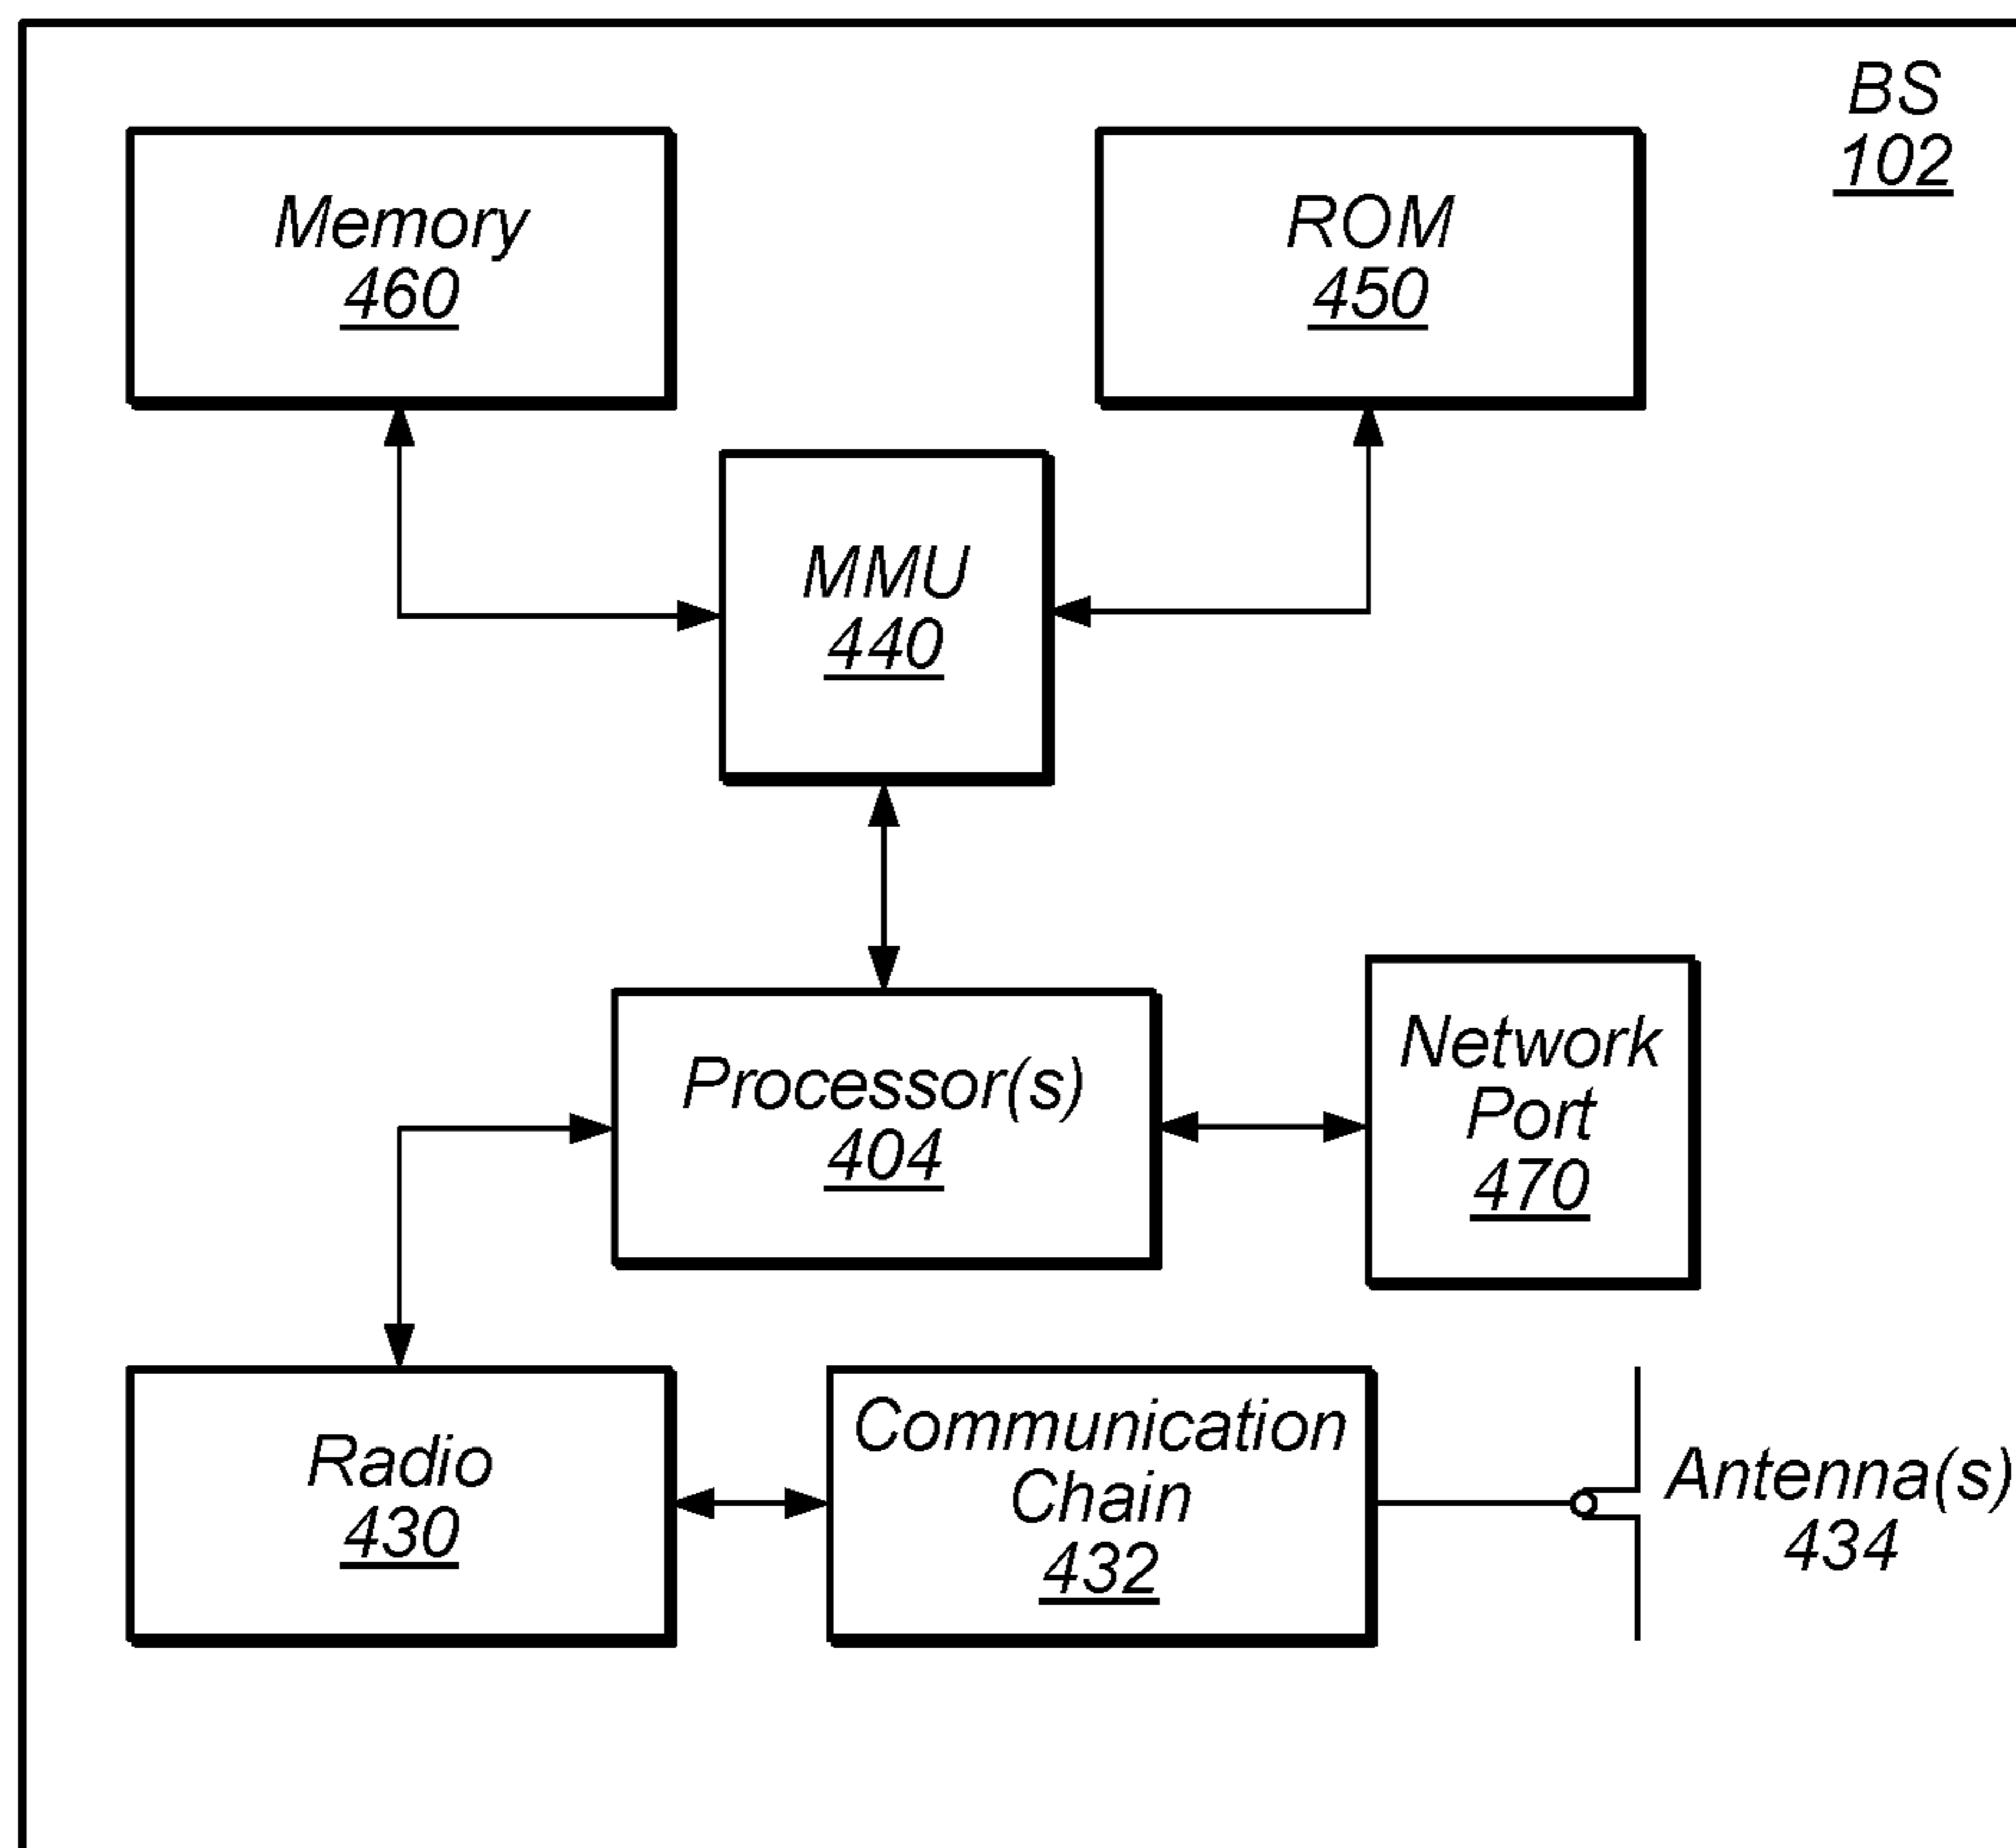 BS
102
Memory
460
ROM
450
MMU
440
Processor(s)
404
Network
Port
470
Radio
430
Communication
Chain
432
Antenna(s)
434